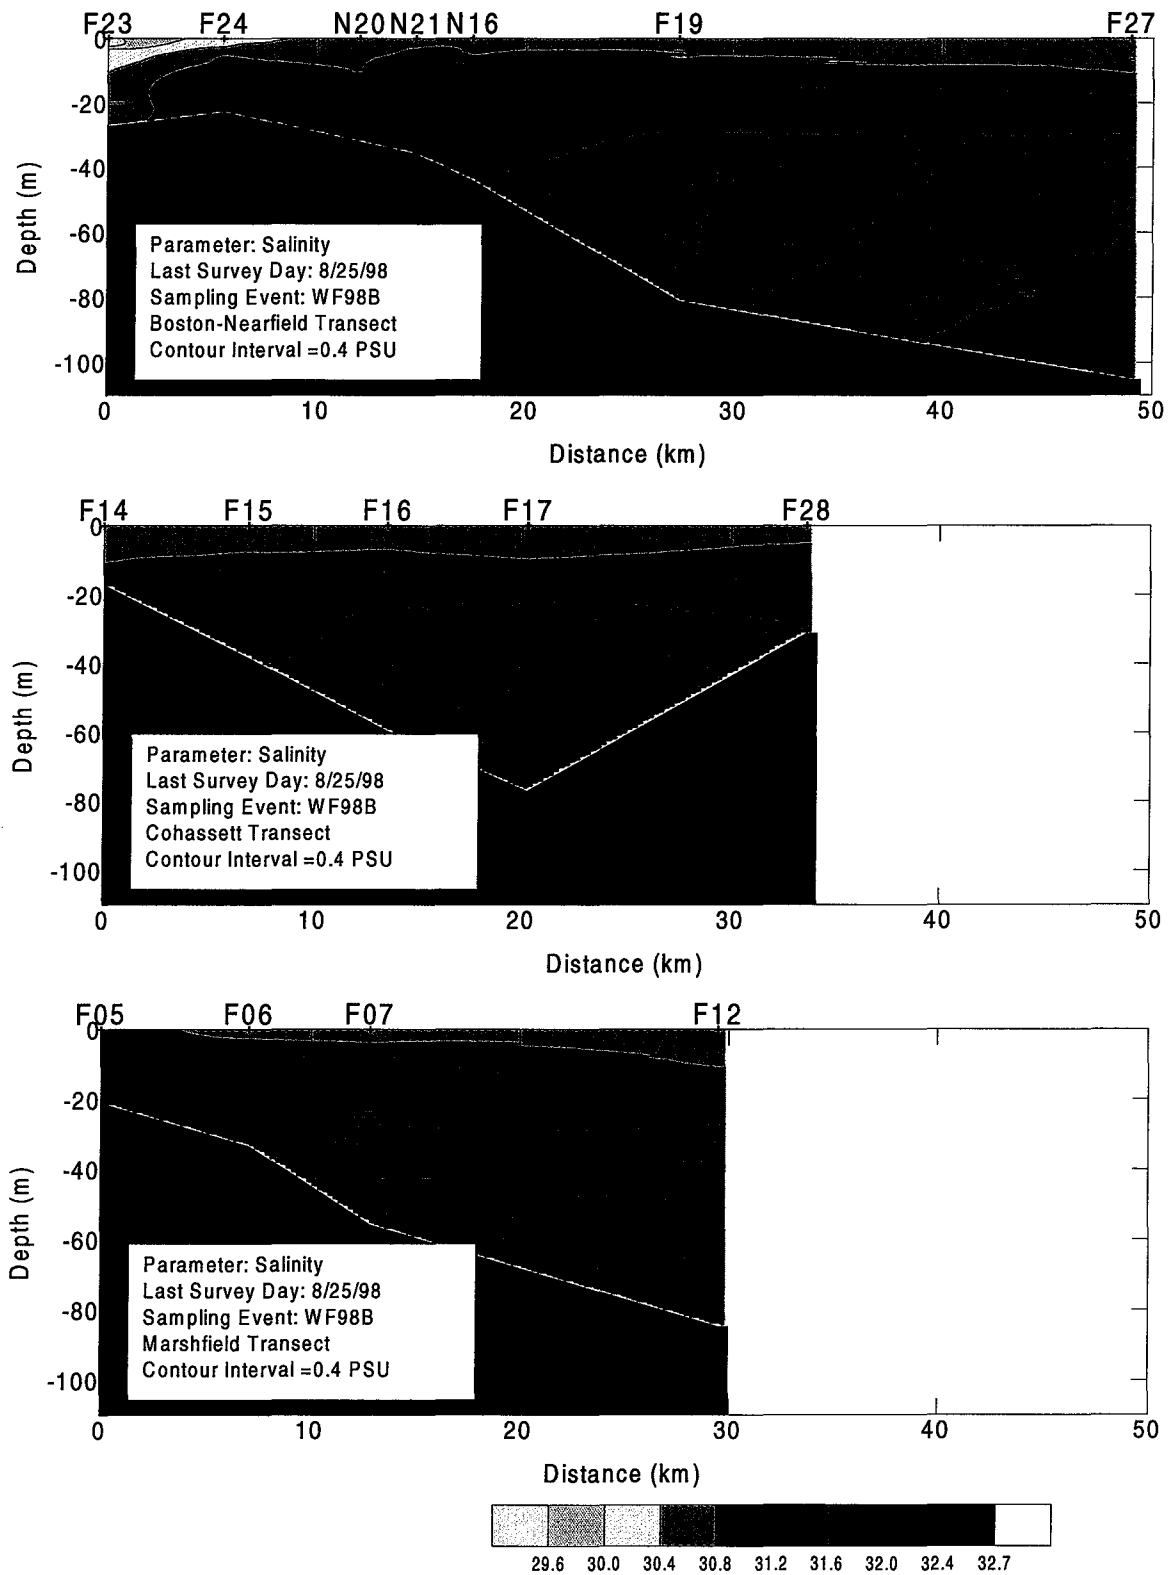 F23 F24 N20 N21 N16 F19 F27
0
-20
-40
-60
-80
-100
Depth (m)
Parameter: Salinity
Last Survey Day: 8/25/98
Sampling Event: WF98B
Boston-Nearfield Transect
Contour Interval =0.4 PSU
0 10 20 30 40 50
Distance (km)
F14 F15 F16 F17 F28
0
-20
-40
-60
-80
-100
Depth (m)
Parameter: Salinity
Last Survey Day: 8/25/98
Sampling Event: WF98B
Cohassett Transect
Contour Interval =0.4 PSU
0 10 20 30 40 50
Distance (km)
F05 F06 F07 F12
0
-20
-40
-60
-80
-100
Depth (m)
Parameter: Salinity
Last Survey Day: 8/25/98
Sampling Event: WF98B
Marshfield Transect
Contour Interval =0.4 PSU
0 10 20 30 40 50
Distance (km)
29.6 30.0 30.4 30.8 31.2 31.6 32.0 32.4 32.7